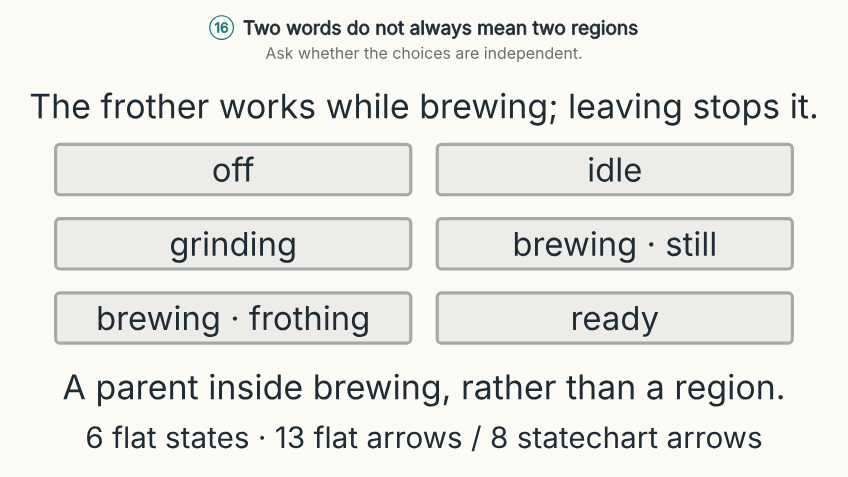 16 Two words do not always mean two regions
Ask whether the choices are independent.
The frother works while brewing; leaving stops it.
off
idle
grinding
brewing · still
brewing · frothing
ready
A parent inside brewing, rather than a region.
6 flat states · 13 flat arrows / 8 statechart arrows